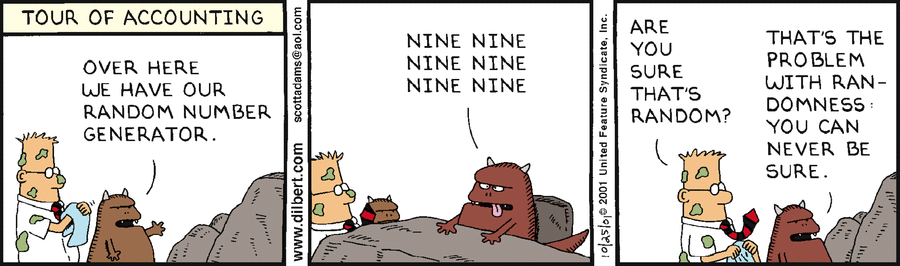 TOUR OF ACCOUNTING
OVER HERE
WE HAVE OUR
RANDOM NUMBER
GENERATOR.
www.dilbert.com
scottadams@aol.com
NINE NINE
NINE NINE
NINE NINE
10/25/01 © 2001 United Feature Syndicate, Inc.
ARE
YOU
SURE
THAT'S
RANDOM?
THAT'S THE
PROBLEM
WITH RAN-
DOMNESS:
YOU CAN
NEVER BE
SURE.